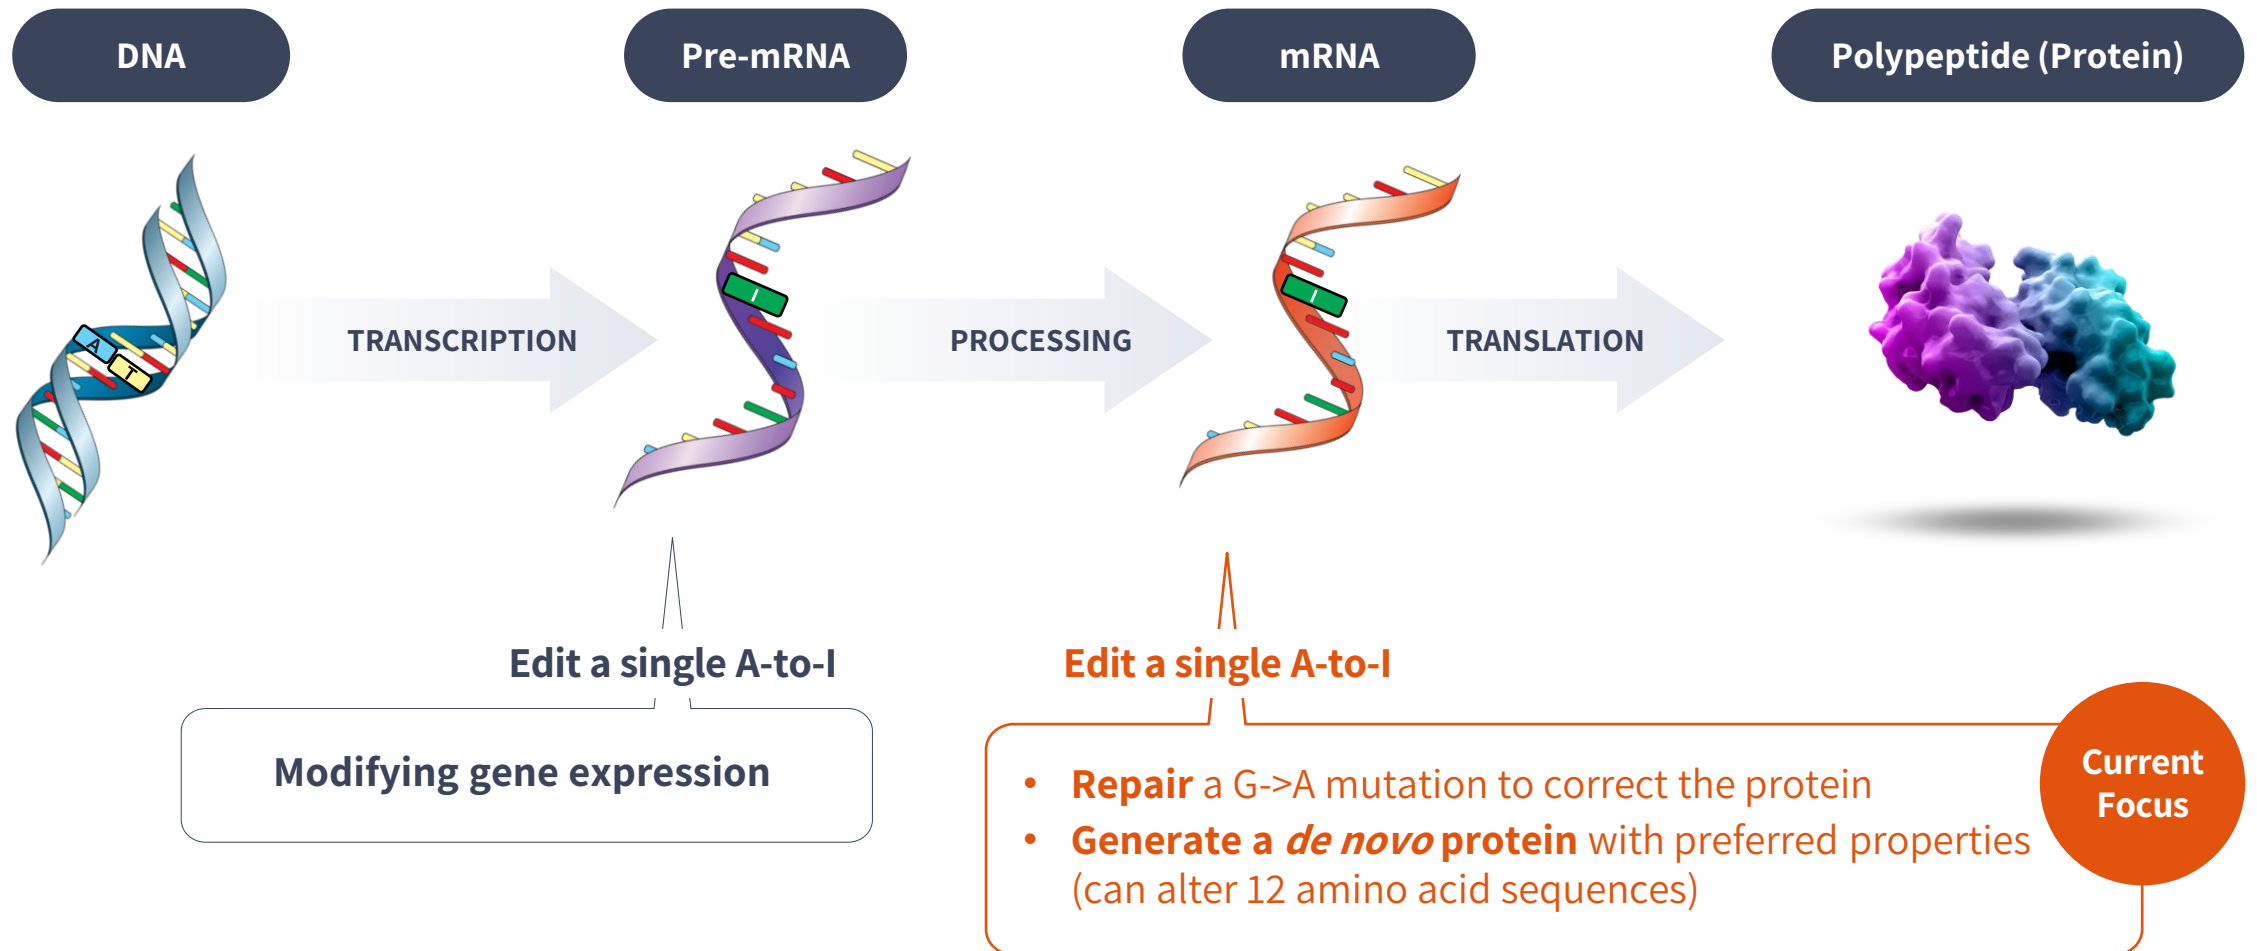 DNA
Pre-mRNA
mRNA
Polypeptide (Protein)
A
T
I
I
TRANSCRIPTION
PROCESSING
TRANSLATION
Edit a single A-to-I
Modifying gene expression
Edit a single A-to-I
• Repair a G->A mutation to correct the protein
• Generate a de novo protein with preferred properties
(can alter 12 amino acid sequences)
Current
Focus